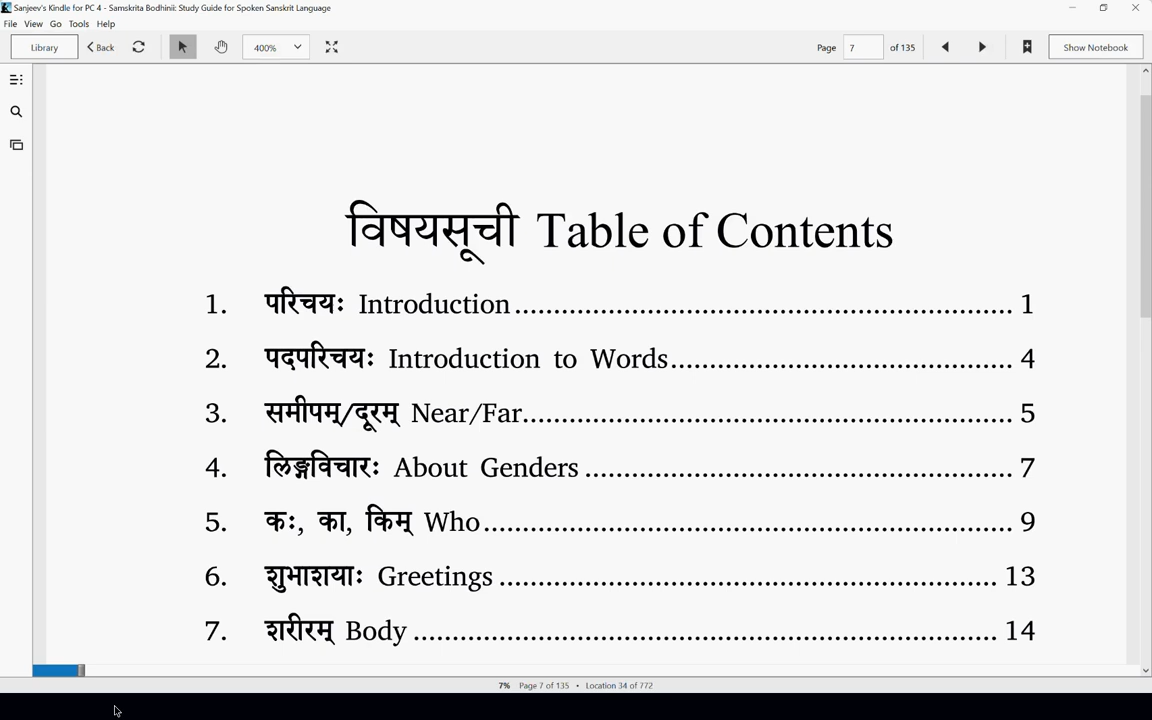 Sanjeev's Kindle for PC 4 - Samskrita Bodhinii: Study Guide for Spoken Sanskrit Language
File View Go Tools Help
Library Back 400% Page 7 of 135 Show Notebook
विषयसूची Table of Contents
1. परिचयः Introduction.................................................................. 1
2. पदपरिचयः Introduction to Words............................................. 4
3. समीपम्/दूरम् Near/Far................................................................. 5
4. लिङ्गविचारः About Genders ........................................................ 7
5. कः, का, किम् Who...................................................................... 9
6. शुभाशयाः Greetings .................................................................. 13
7. शरीरम् Body ............................................................................. 14
7% Page 7 of 135 • Location 34 of 772